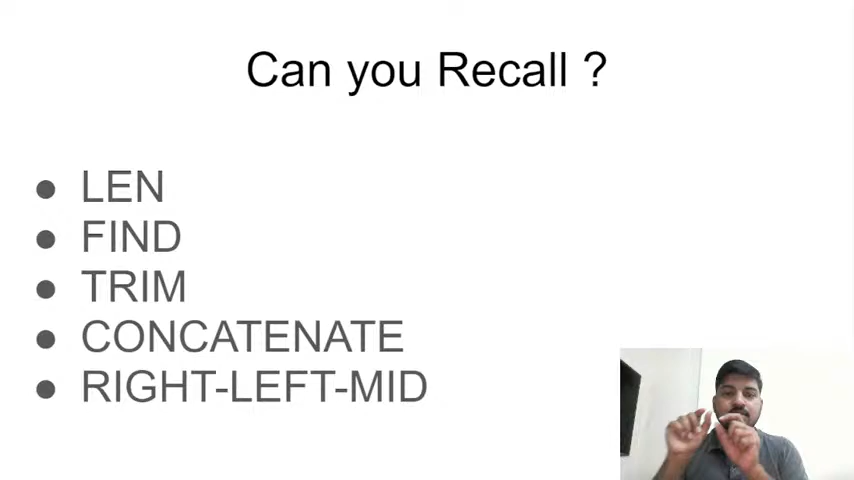 Can you Recall ?
● LEN
● FIND
● TRIM
● CONCATENATE
● RIGHT-LEFT-MID